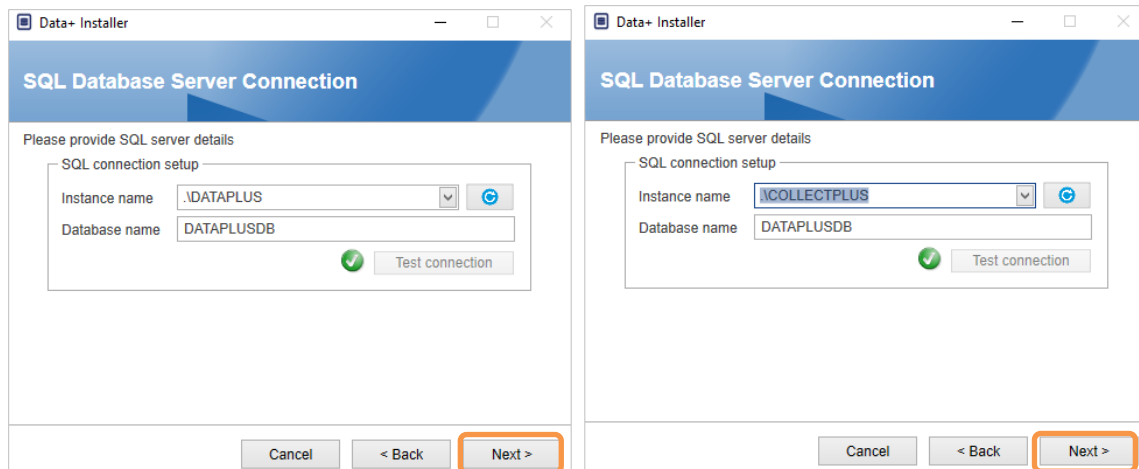 Data+ Installer
SQL Database Server Connection
Please provide SQL server details
SQL connection setup
Instance name .\DATAPLUS
Database name DATAPLUSDB
Test connection
Cancel < Back Next >
Data+ Installer
SQL Database Server Connection
Please provide SQL server details
SQL connection setup
Instance name .\COLLECTPLUS
Database name DATAPLUSDB
Test connection
Cancel < Back Next >